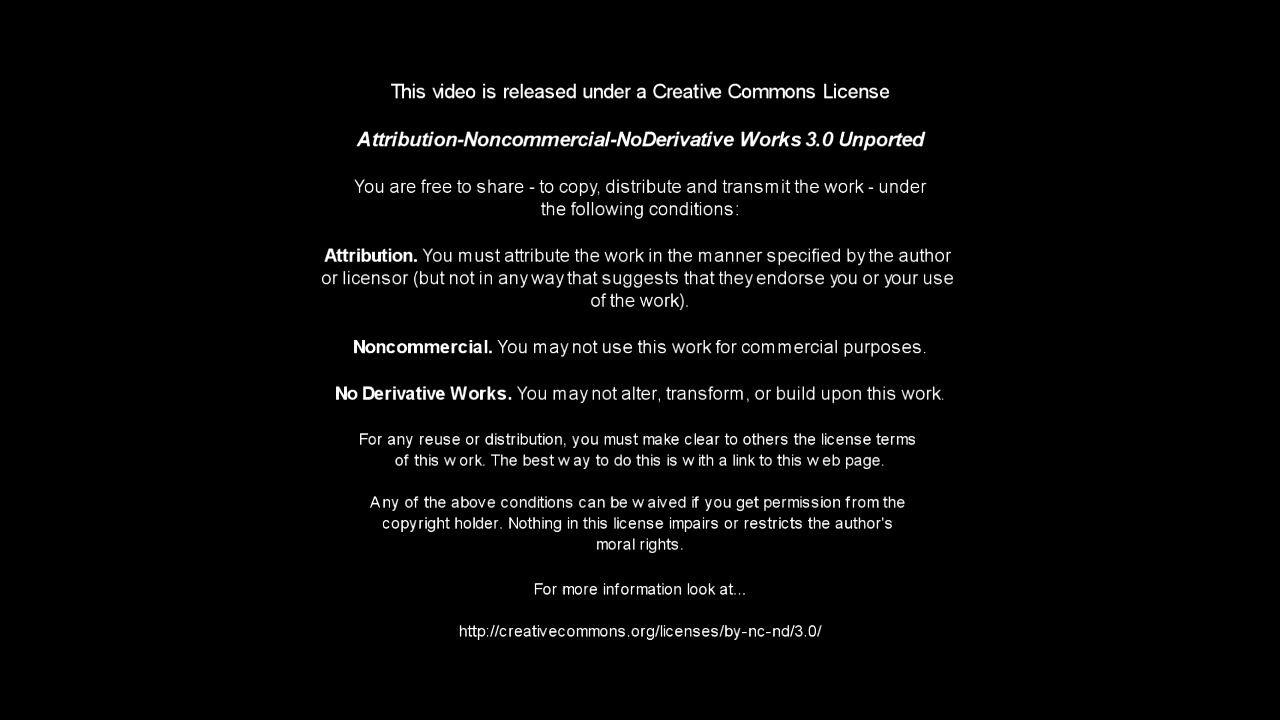 This video is released under a Creative Commons License
Attribution-Noncommercial-NoDerivative Works 3.0 Unported
You are free to share - to copy, distribute and transmit the work - under
the following conditions:
Attribution. You must attribute the work in the manner specified by the author
or licensor (but not in any way that suggests that they endorse you or your use
of the work).
Noncommercial. You may not use this work for commercial purposes.
No Derivative Works. You may not alter, transform, or build upon this work.
For any reuse or distribution, you must make clear to others the license terms
of this work. The best way to do this is with a link to this web page.
Any of the above conditions can be waived if you get permission from the
copyright holder. Nothing in this license impairs or restricts the author's
moral rights.
For more information look at...
http://creativecommons.org/licenses/by-nc-nd/3.0/